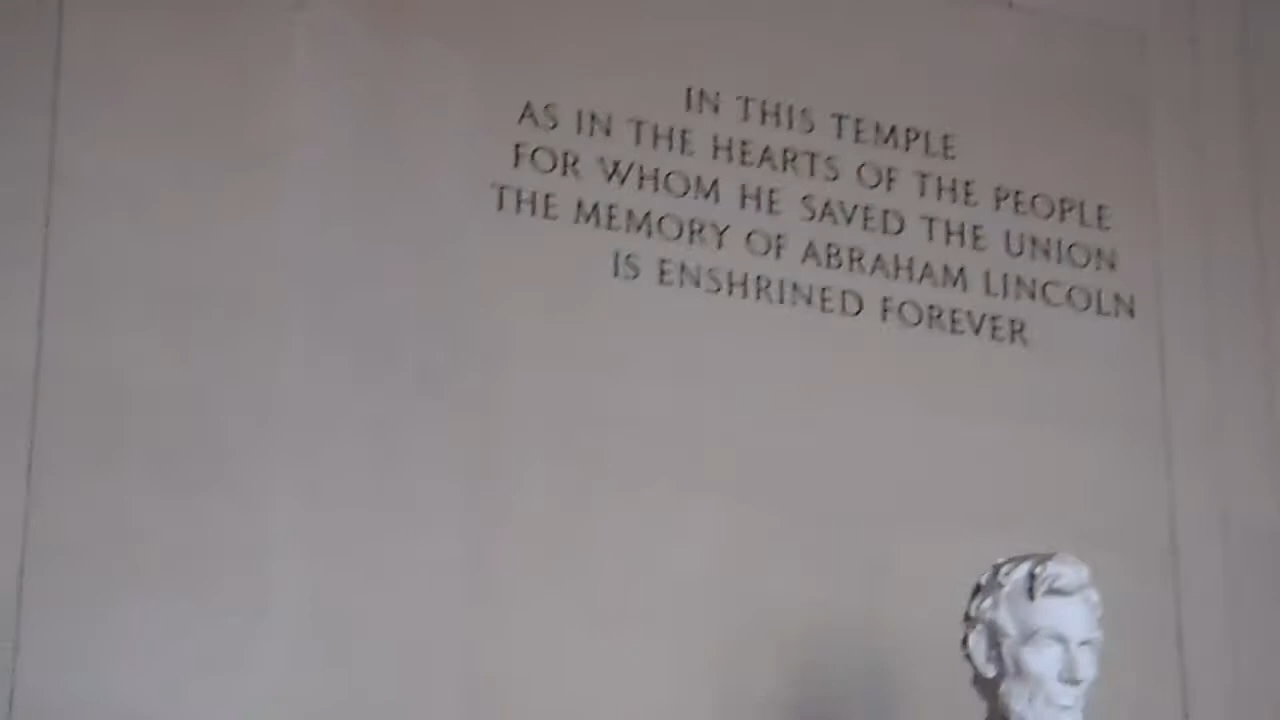 IN THIS TEMPLE
AS IN THE HEARTS OF THE PEOPLE
FOR WHOM HE SAVED THE UNION
THE MEMORY OF ABRAHAM LINCOLN
IS ENSHRINED FOREVER